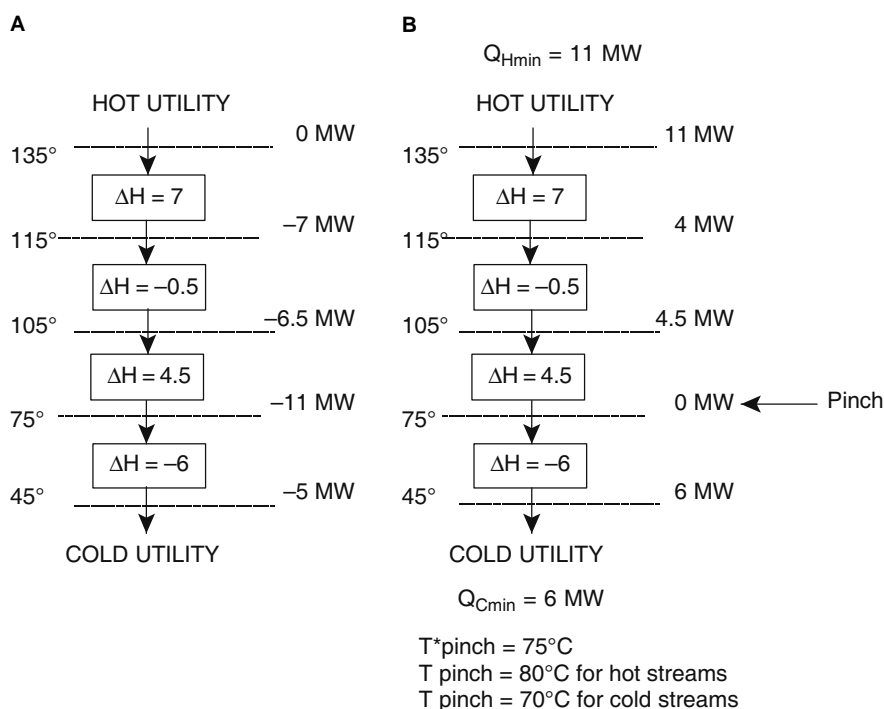 A
HOT UTILITY
0 MW
135°
ΔH = 7
–7 MW
115°
ΔH = –0.5
–6.5 MW
105°
ΔH = 4.5
–11 MW
75°
ΔH = –6
–5 MW
45°
COLD UTILITY
B
Q_Hmin = 11 MW
HOT UTILITY
11 MW
135°
ΔH = 7
4 MW
115°
ΔH = –0.5
4.5 MW
105°
ΔH = 4.5
0 MW
Pinch
75°
ΔH = –6
6 MW
45°
COLD UTILITY
Q_Cmin = 6 MW
T*pinch = 75°C
T pinch = 80°C for hot streams
T pinch = 70°C for cold streams